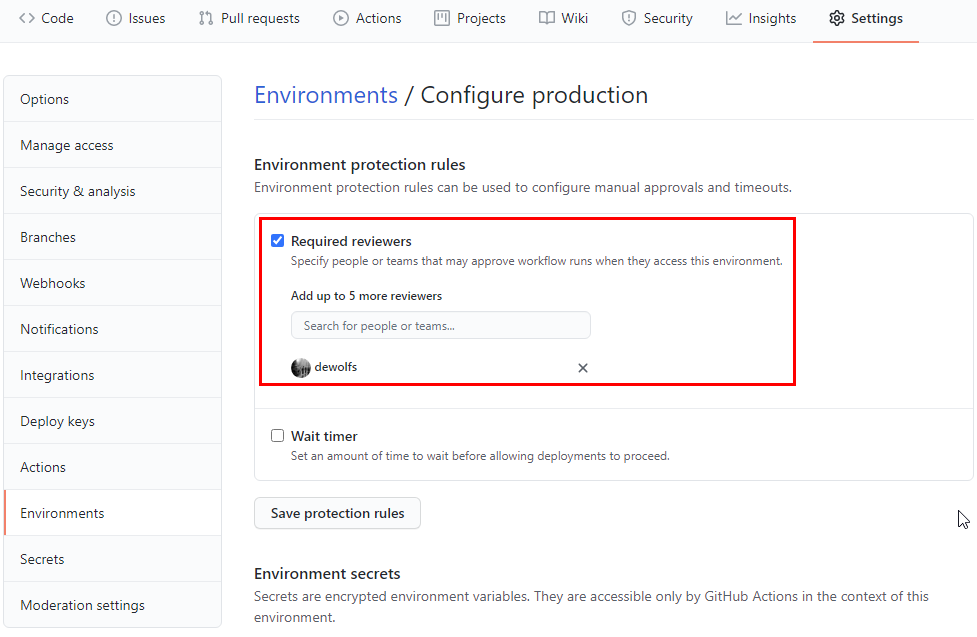 Code Issues Pull requests Actions Projects Wiki Security Insights Settings
Options
Manage access
Security & analysis
Branches
Webhooks
Notifications
Integrations
Deploy keys
Actions
Environments
Secrets
Moderation settings
Environments / Configure production
Environment protection rules
Environment protection rules can be used to configure manual approvals and timeouts.
Required reviewers
Specify people or teams that may approve workflow runs when they access this environment.
Add up to 5 more reviewers
Search for people or teams...
dewolfs
Wait timer
Set an amount of time to wait before allowing deployments to proceed.
Save protection rules
Environment secrets
Secrets are encrypted environment variables. They are accessible only by GitHub Actions in the context of this
environment.